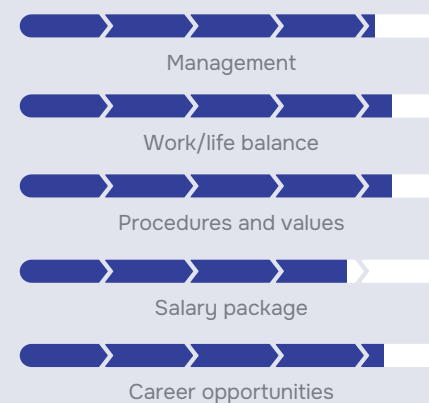 Management
Work/life balance
Procedures and values
Salary package
Career opportunities